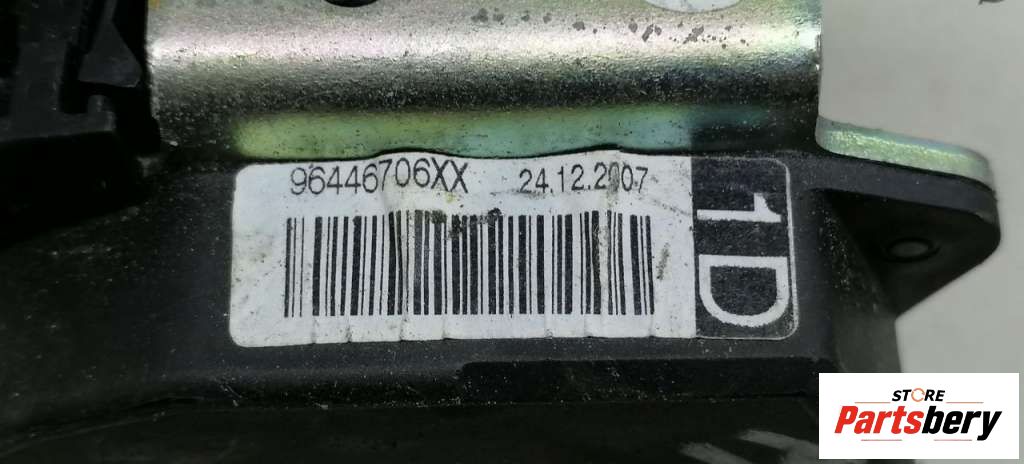 96446706XX 24.12.2007
1D
STORE
Partsbery